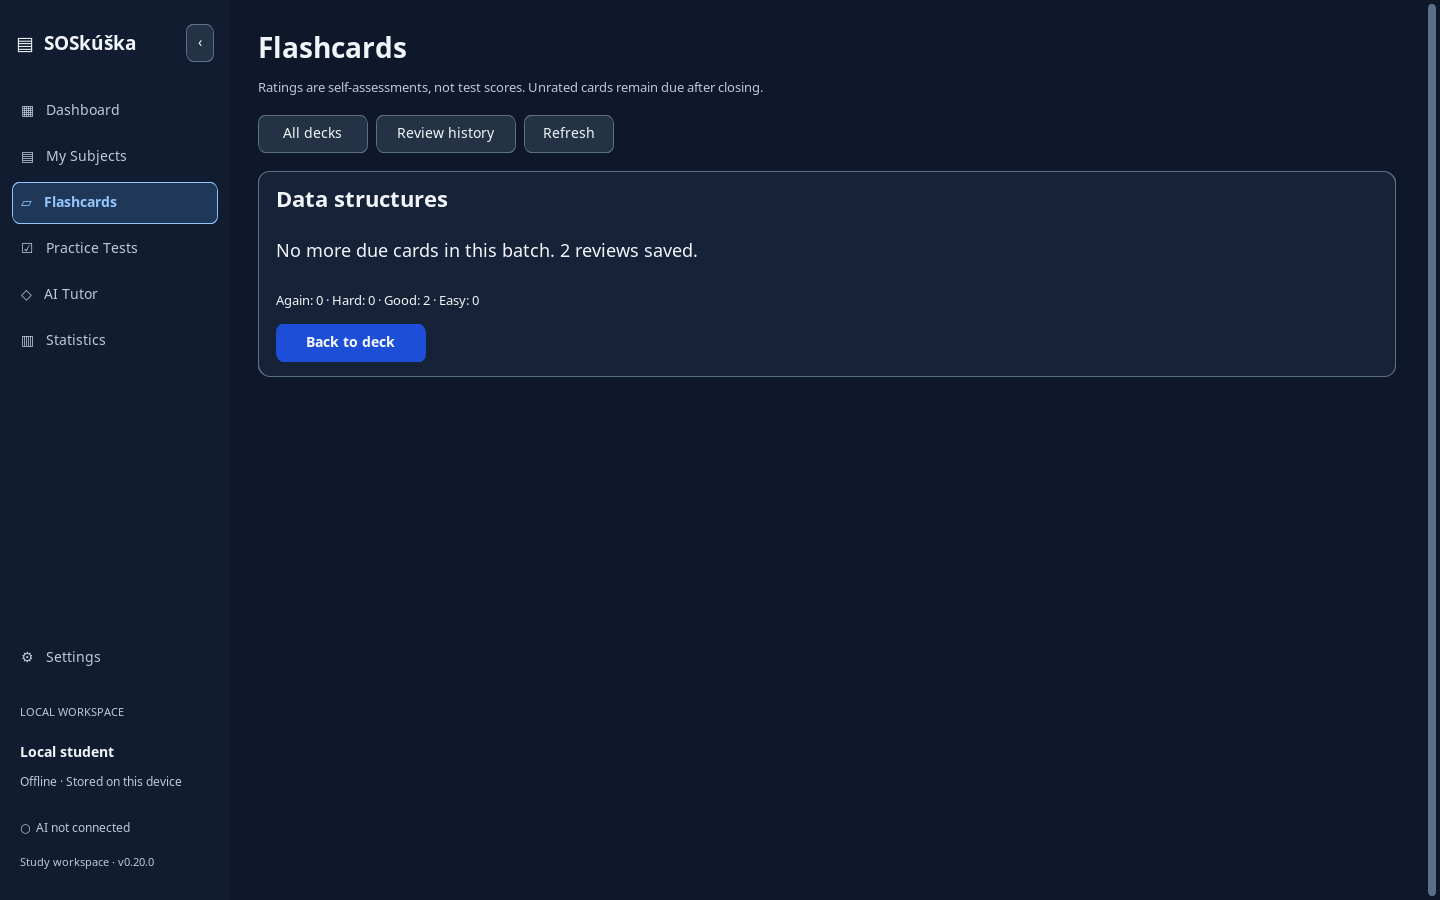 SOSkúška
Dashboard
My Subjects
Flashcards
Practice Tests
AI Tutor
Statistics
Settings
LOCAL WORKSPACE
Local student
Offline · Stored on this device
AI not connected
Study workspace · v0.20.0
Flashcards
Ratings are self-assessments, not test scores. Unrated cards remain due after closing.
All decks
Review history
Refresh
Data structures
No more due cards in this batch. 2 reviews saved.
Again: 0 · Hard: 0 · Good: 2 · Easy: 0
Back to deck